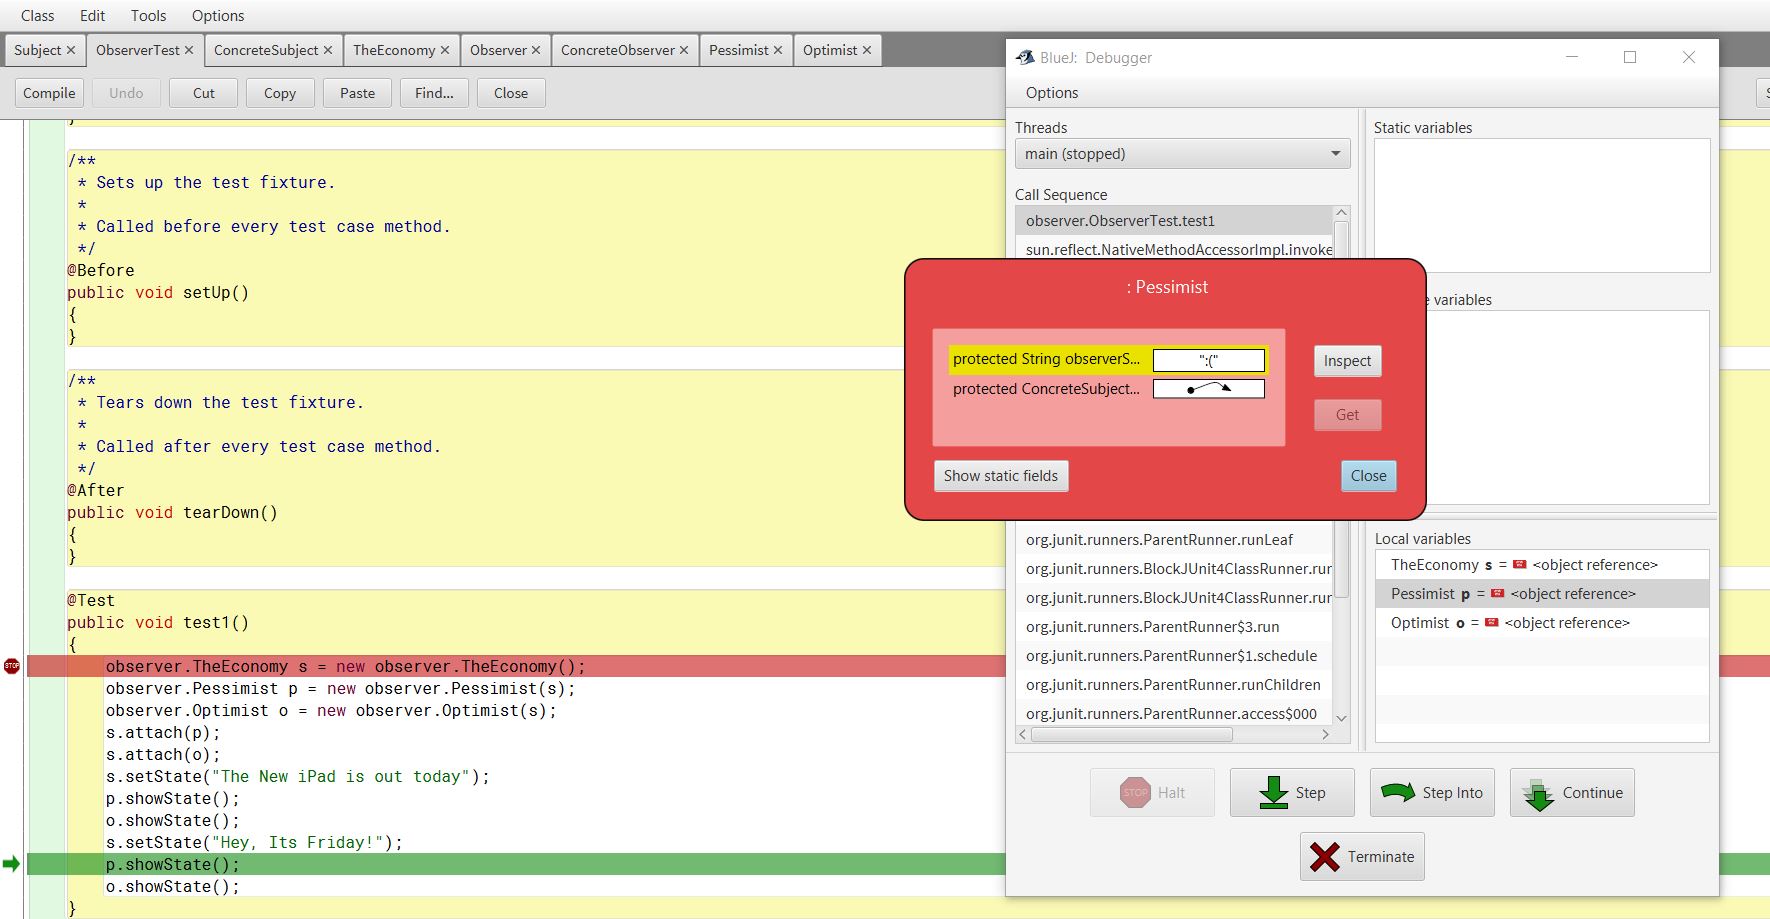 Class Edit Tools Options
Subject × ObserverTest × ConcreteSubject × TheEconomy × Observer × ConcreteObserver × Pessimist × Optimist ×
Compile Undo Cut Copy Paste Find... Close
}
/**
* Sets up the test fixture.
*
* Called before every test case method.
*/
@Before
public void setUp()
{
}
/**
* Tears down the test fixture.
*
* Called after every test case method.
*/
@After
public void tearDown()
{
}
@Test
public void test1()
{
STOP observer.TheEconomy s = new observer.TheEconomy();
observer.Pessimist p = new observer.Pessimist(s);
observer.Optimist o = new observer.Optimist(s);
s.attach(p);
s.attach(o);
s.setState("The New iPad is out today");
p.showState();
o.showState();
s.setState("Hey, Its Friday!");
p.showState();
o.showState();
}
BlueJ: Debugger
Options
Threads
main (stopped)
Call Sequence
observer.ObserverTest.test1
sun.reflect.NativeMethodAccessorImpl.invoke
: Pessimist
protected String observerS... ":("
protected ConcreteSubject...
Inspect
Get
Show static fields
Close
org.junit.runners.ParentRunner.runLeaf
org.junit.runners.BlockJUnit4ClassRunner.rur
org.junit.runners.BlockJUnit4ClassRunner.rur
org.junit.runners.ParentRunner$3.run
org.junit.runners.ParentRunner$1.schedule
org.junit.runners.ParentRunner.runChildren
org.junit.runners.ParentRunner.access$000
Static variables
variables
Local variables
TheEconomy s = <object reference>
Pessimist p = <object reference>
Optimist o = <object reference>
STOP Halt
Step
Step Into
Continue
Terminate